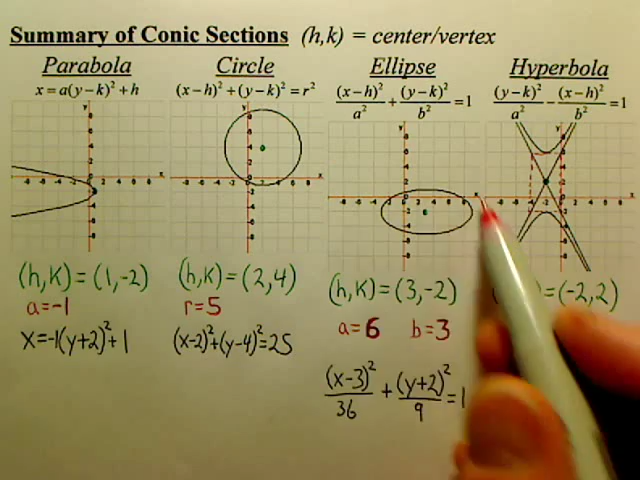 Summary of Conic Sections (h,k) = center/vertex
Parabola
x = a(y−k)² + h
(h,k)=(1,-2)
a=-1
x=-1(y+2)²+1
Circle
(x−h)² + (y−k)² = r²
(h,k)=(2,4)
r=5
(x-2)²+(y-4)²=25
Ellipse
(x−h)²/a² + (y−k)²/b² = 1
(h,k)=(3,-2)
a=6 b=3
(x-3)²/36 + (y+2)²/9 = 1
Hyperbola
(y−k)²/a² − (x−h)²/b² = 1
=(-2,2)